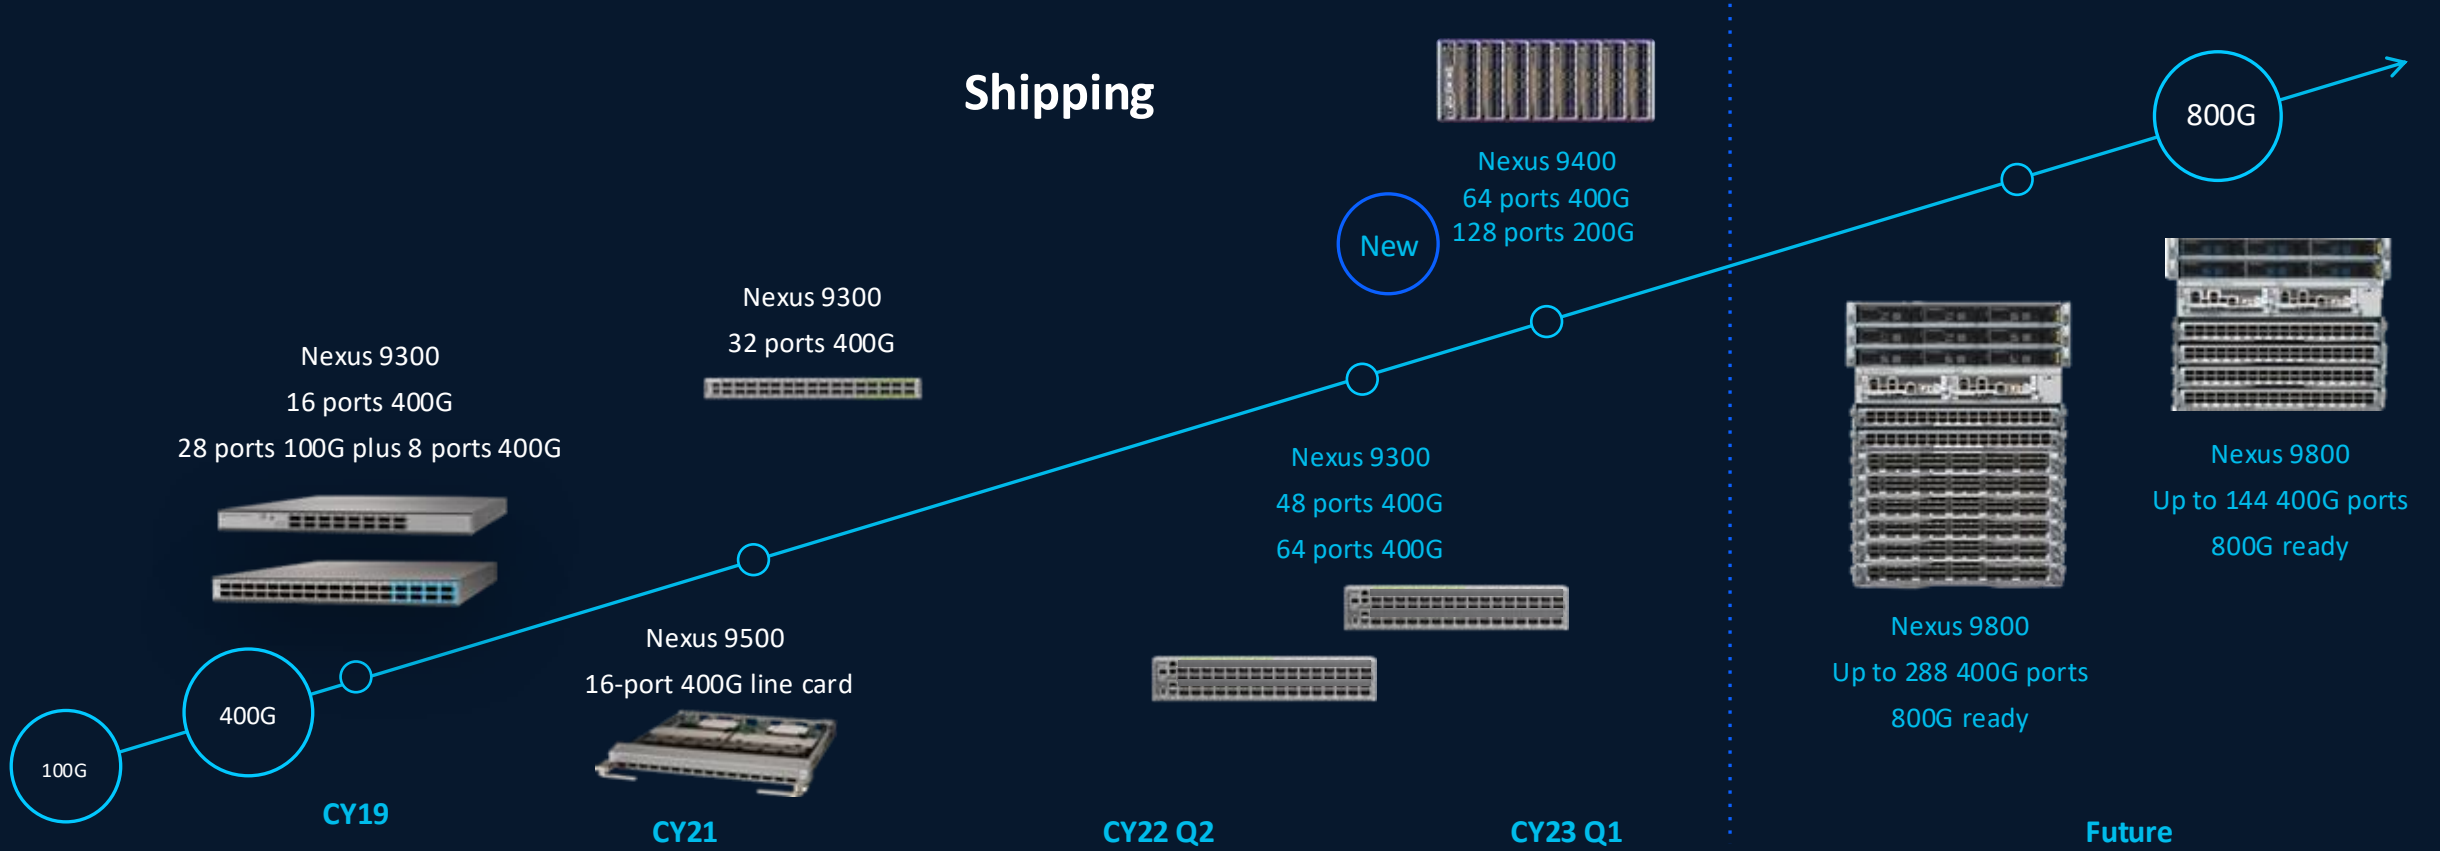 Shipping
Nexus 9300
16 ports 400G
28 ports 100G plus 8 ports 400G
Nexus 9300
32 ports 400G
Nexus 9500
16-port 400G line card
Nexus 9300
48 ports 400G
64 ports 400G
New
Nexus 9400
64 ports 400G
128 ports 200G
Nexus 9800
Up to 288 400G ports
800G ready
Nexus 9800
Up to 144 400G ports
800G ready
100G
400G
800G
CY19
CY21
CY22 Q2
CY23 Q1
Future